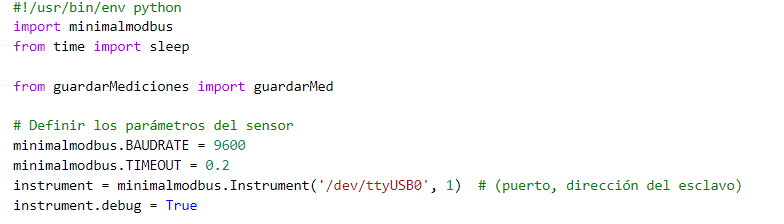 #!/usr/bin/env python
import minimalmodbus
from time import sleep

from guardarMediciones import guardarMed

# Definir los parámetros del sensor
minimalmodbus.BAUDRATE = 9600
minimalmodbus.TIMEOUT = 0.2
instrument = minimalmodbus.Instrument('/dev/ttyUSB0', 1)  # (puerto, dirección del esclavo)
instrument.debug = True